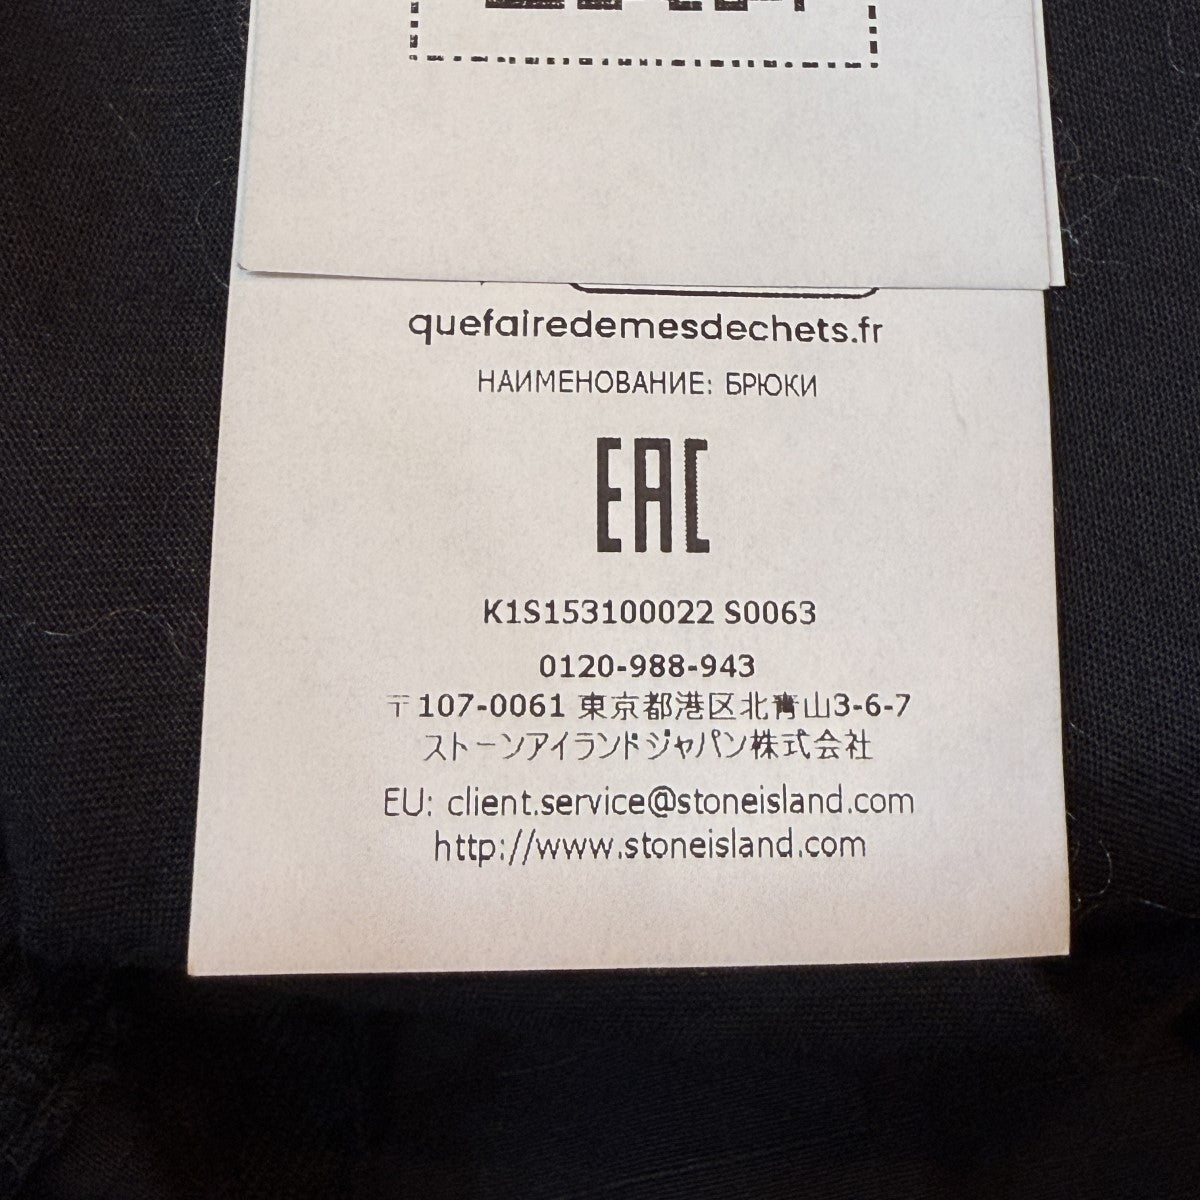 quefairedemesdechets.fr
НАИМЕНОВАНИЕ: БРЮКИ
EAC
K1S153100022 S0063
0120-988-943
〒107-0061 東京都港区北青山3-6-7
ストーンアイランドジャパン株式会社
EU: client.service@stoneisland.com
http://www.stoneisland.com